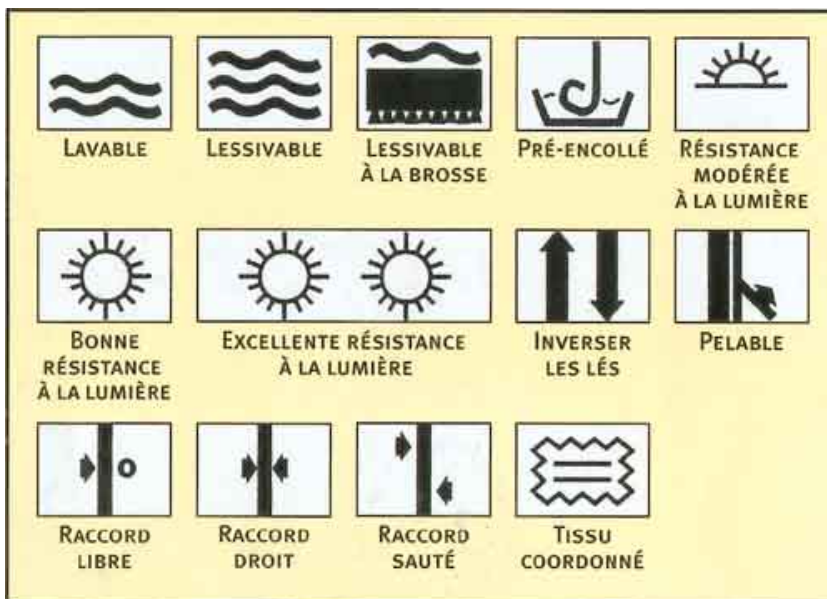 LAVABLE
LESSIVABLE
LESSIVABLE
À LA BROSSE
PRÉ-ENCOLLÉ
RÉSISTANCE
MODÉRÉE
À LA LUMIÈRE
BONNE
RÉSISTANCE
À LA LUMIÈRE
EXCELLENTE RÉSISTANCE
À LA LUMIÈRE
INVERSER
LES LÉS
PELABLE
RACCORD
LIBRE
RACCORD
DROIT
RACCORD
SAUTÉ
TISSU
COORDONNÉ